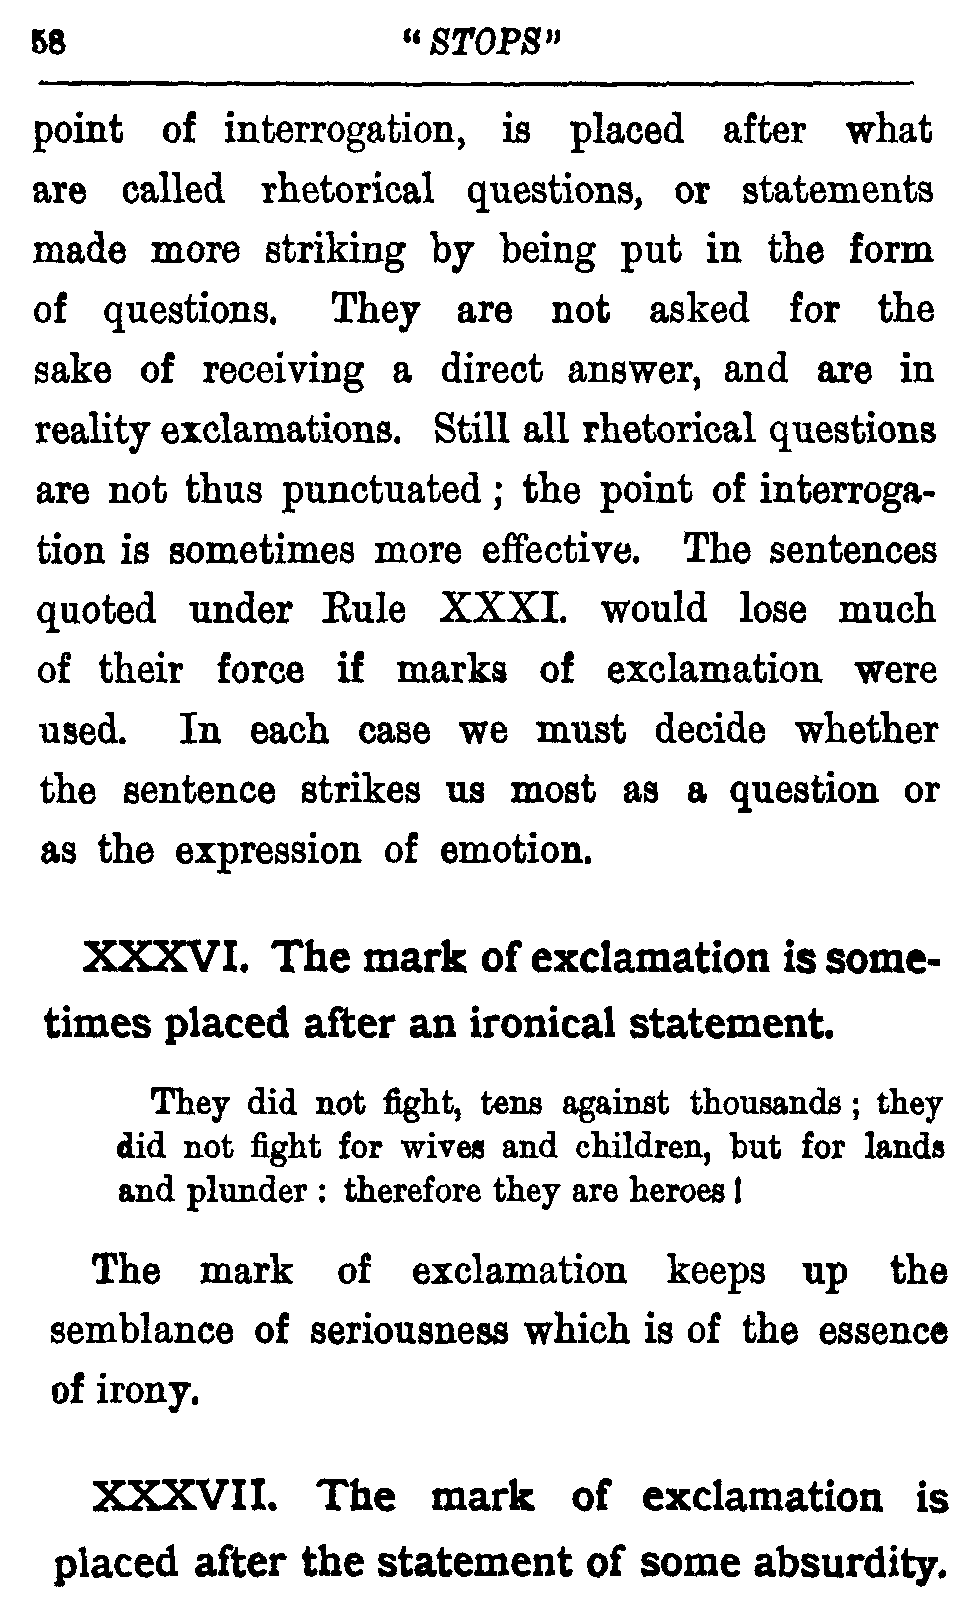 58 "STOPS"
point of interrogation, is placed after what
are called rhetorical questions, or statements
made more striking by being put in the form
of questions. They are not asked for the
sake of receiving a direct answer, and are in
reality exclamations. Still all rhetorical questions
are not thus punctuated ; the point of interroga-
tion is sometimes more effective. The sentences
quoted under Rule XXXI. would lose much
of their force if marks of exclamation were
used. In each case we must decide whether
the sentence strikes us most as a question or
as the expression of emotion.
XXXVI. The mark of exclamation is some-
times placed after an ironical statement.
They did not fight, tens against thousands ; they
did not fight for wives and children, but for lands
and plunder : therefore they are heroes !
The mark of exclamation keeps up the
semblance of seriousness which is of the essence
of irony.
XXXVII. The mark of exclamation is
placed after the statement of some absurdity.